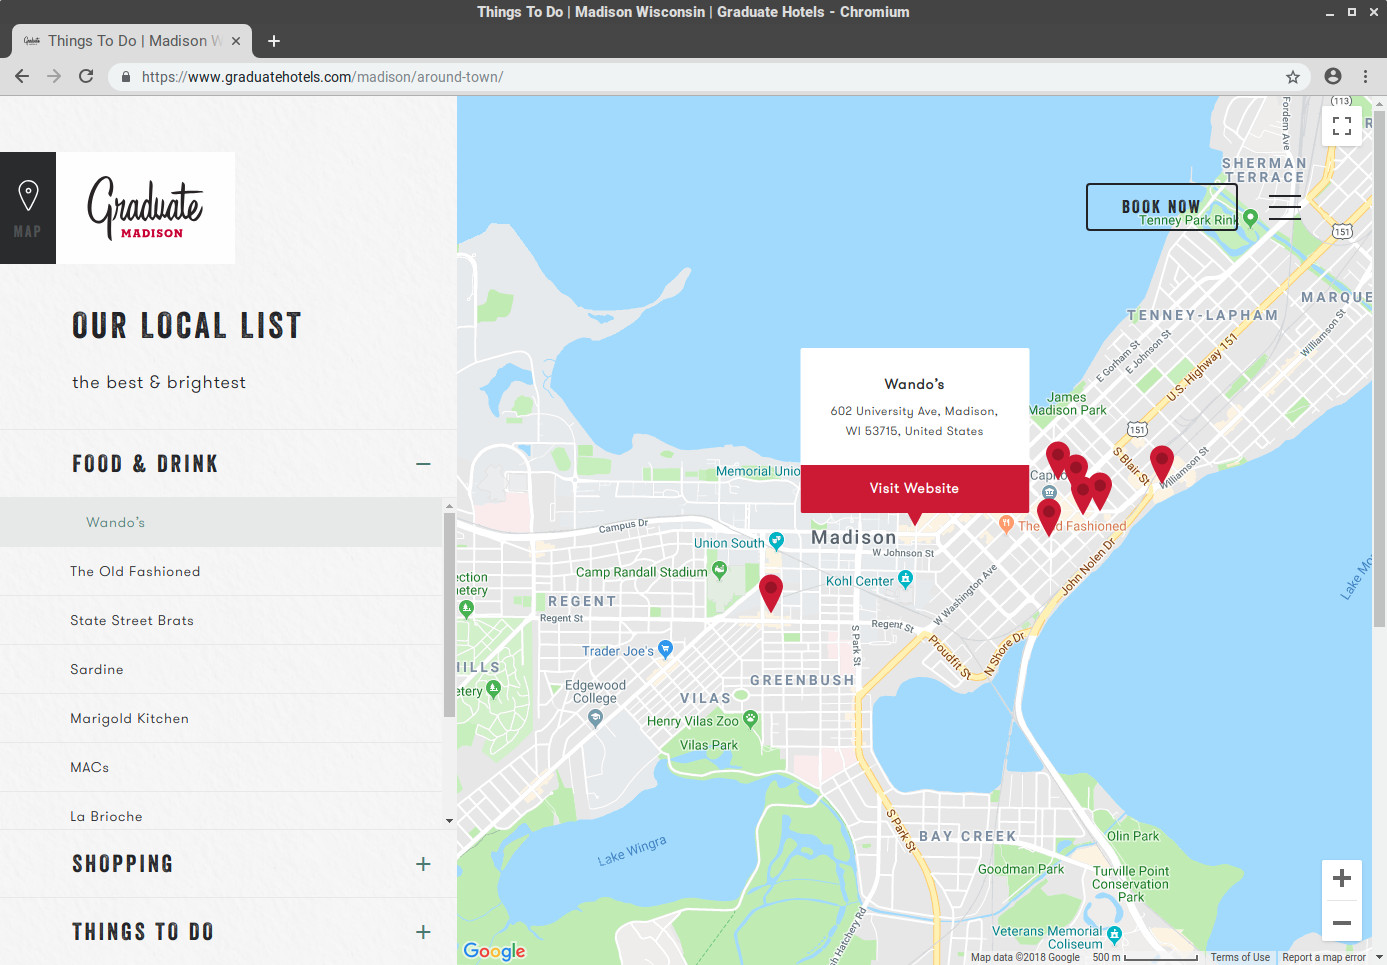 Things To Do | Madison Wisconsin | Graduate Hotels - Chromium
Things To Do | Madison W
https://www.graduatehotels.com/madison/around-town/
MAP
Graduate
MADISON
OUR LOCAL LIST
the best & brightest
FOOD & DRINK
Wando's
The Old Fashioned
State Street Brats
Sardine
Marigold Kitchen
MACs
La Brioche
SHOPPING
THINGS TO DO
BOOK NOW
Wando's
602 University Ave, Madison,
WI 53715, United States
Visit Website
113
Fordem Ave
SHERMAN
TERRACE
Tenney Park Rink
151
MARQUE
TENNEY-LAPHAM
Williamson St
E Gorham St
E Johnson St
U.S. Highway 151
James
Madison Park
151
S Blair St
Williamson St
Memorial Unio
Capit
The Old Fashioned
Campus Dr
Union South
Madison
W Johnson St
Camp Randall Stadium
Kohl Center
W Washington Ave
John Nolen Dr
Lake Mo
ction
etery
REGENT
Regent St
Regent St
S Park St
Proudfit St
N Shore Dr
Trader Joe's
ILLS
etery
Edgewood
College
GREENBUSH
VILAS
Henry Vilas Zoo
Vilas Park
S Park St
BAY CREEK
Olin Park
Lake Wingra
Goodman Park
Turville Point
Conservation
Park
Veterans Memorial
Coliseum
sh Hatchery Rd
Google
Map data ©2018 Google
500 m
Terms of Use
Report a map error